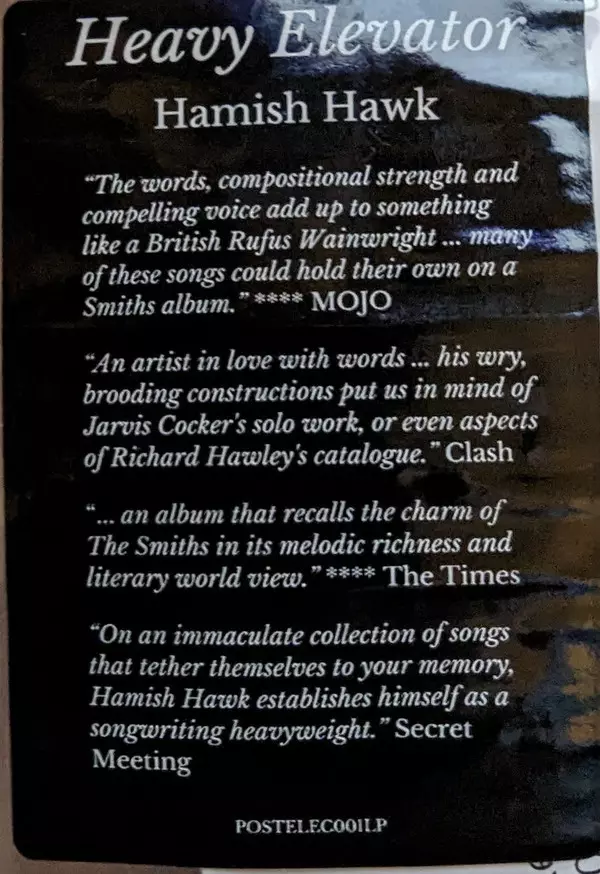 Heavy Elevator
Hamish Hawk
“The words, compositional strength and
compelling voice add up to something
like a British Rufus Wainwright ... many
of these songs could hold their own on a
Smiths album.” **** MOJO
“An artist in love with words ... his wry,
brooding constructions put us in mind of
Jarvis Cocker's solo work, or even aspects
of Richard Hawley's catalogue.” Clash
“... an album that recalls the charm of
The Smiths in its melodic richness and
literary world view.” **** The Times
“On an immaculate collection of songs
that tether themselves to your memory,
Hamish Hawk establishes himself as a
songwriting heavyweight.” Secret
Meeting
POSTELEC001LP